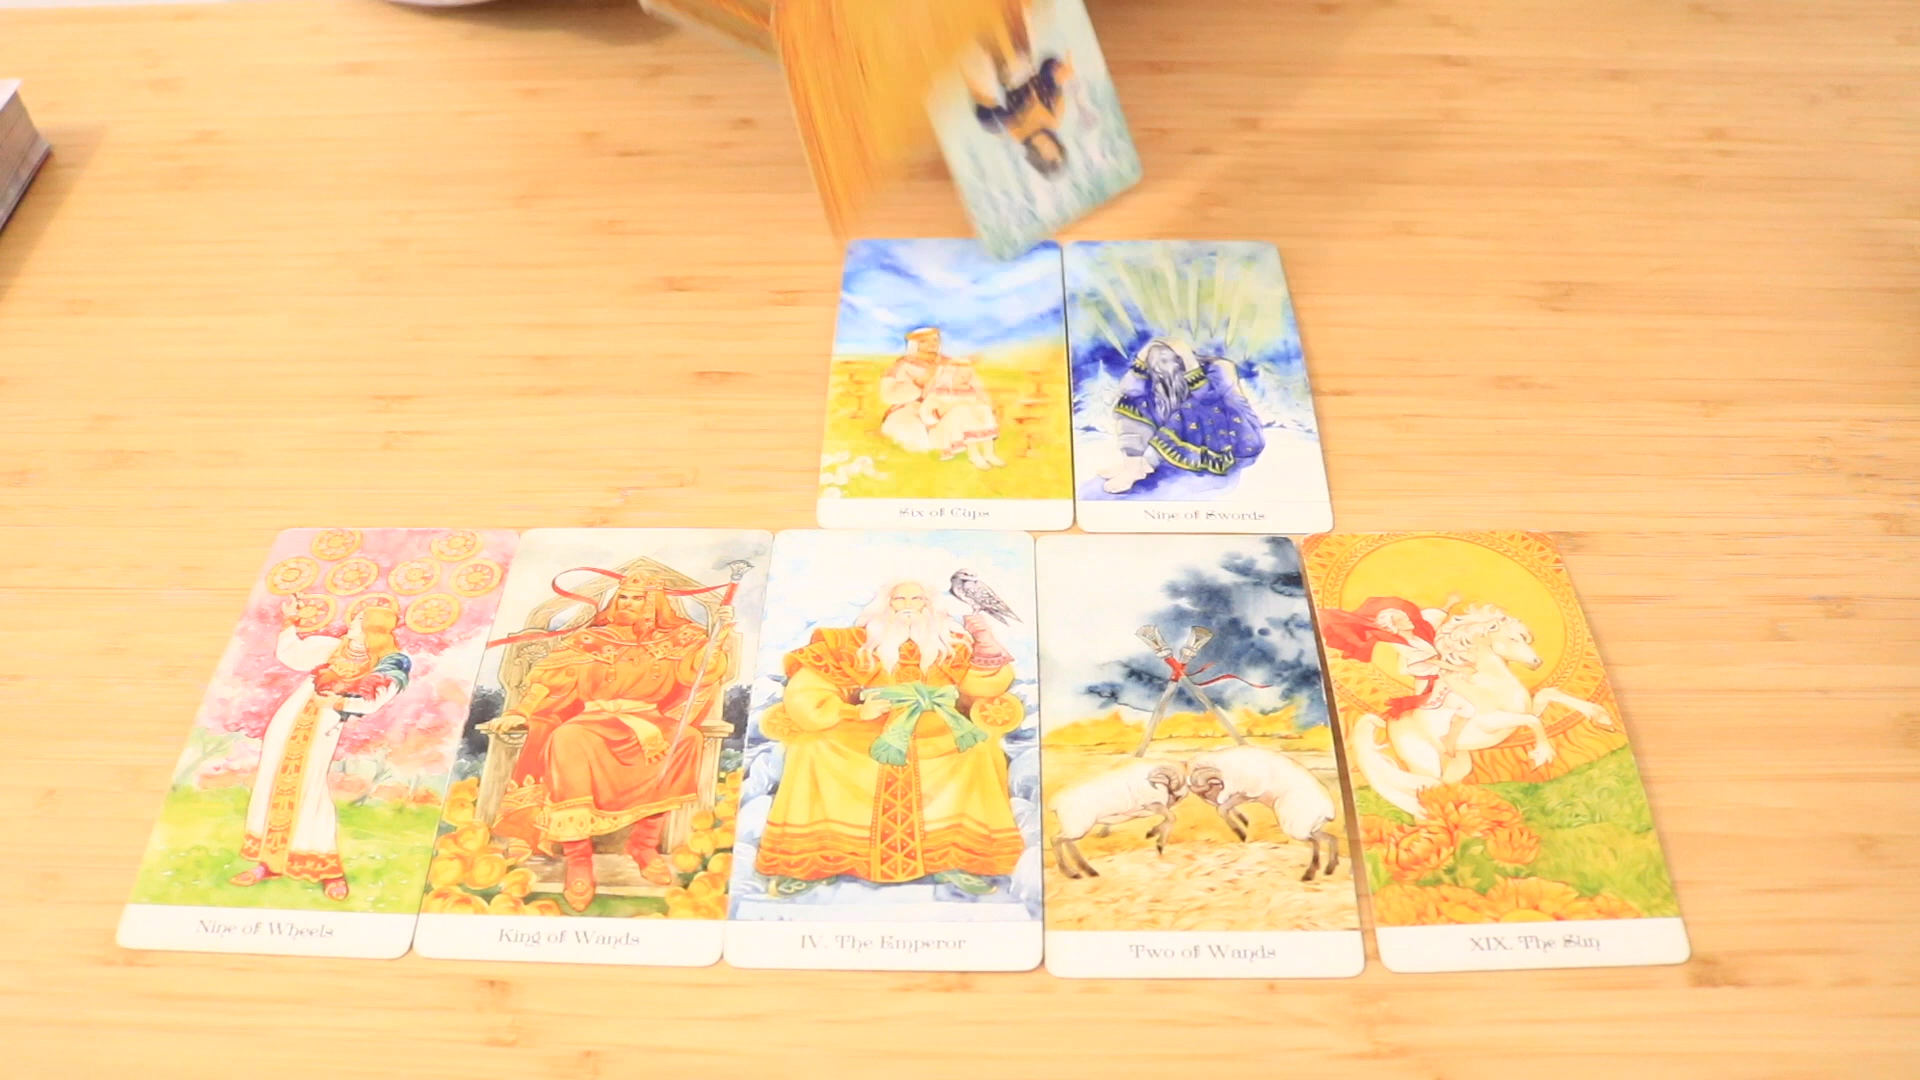 Six of Cups
Nine of Swords
Nine of Wheels
King of Wands
IV. The Emperor
Two of Wands
XIX. The Sun